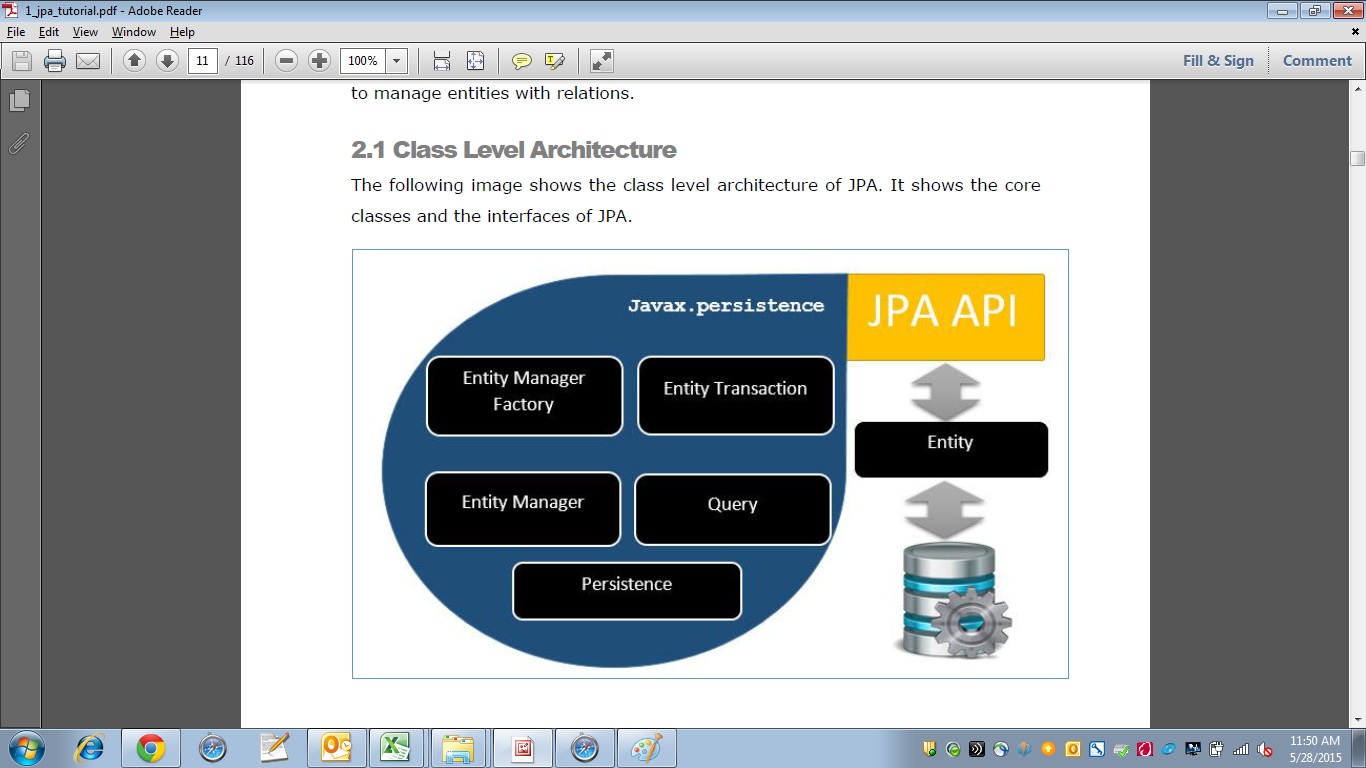 1_jpa_tutorial.pdf - Adobe Reader
File Edit View Window Help
11 / 116 100% Fill & Sign Comment
to manage entities with relations.
2.1 Class Level Architecture
The following image shows the class level architecture of JPA. It shows the core
classes and the interfaces of JPA.
Javax.persistence
JPA API
Entity Manager
Factory
Entity Transaction
Entity
Entity Manager
Query
Persistence
11:50 AM
5/28/2015